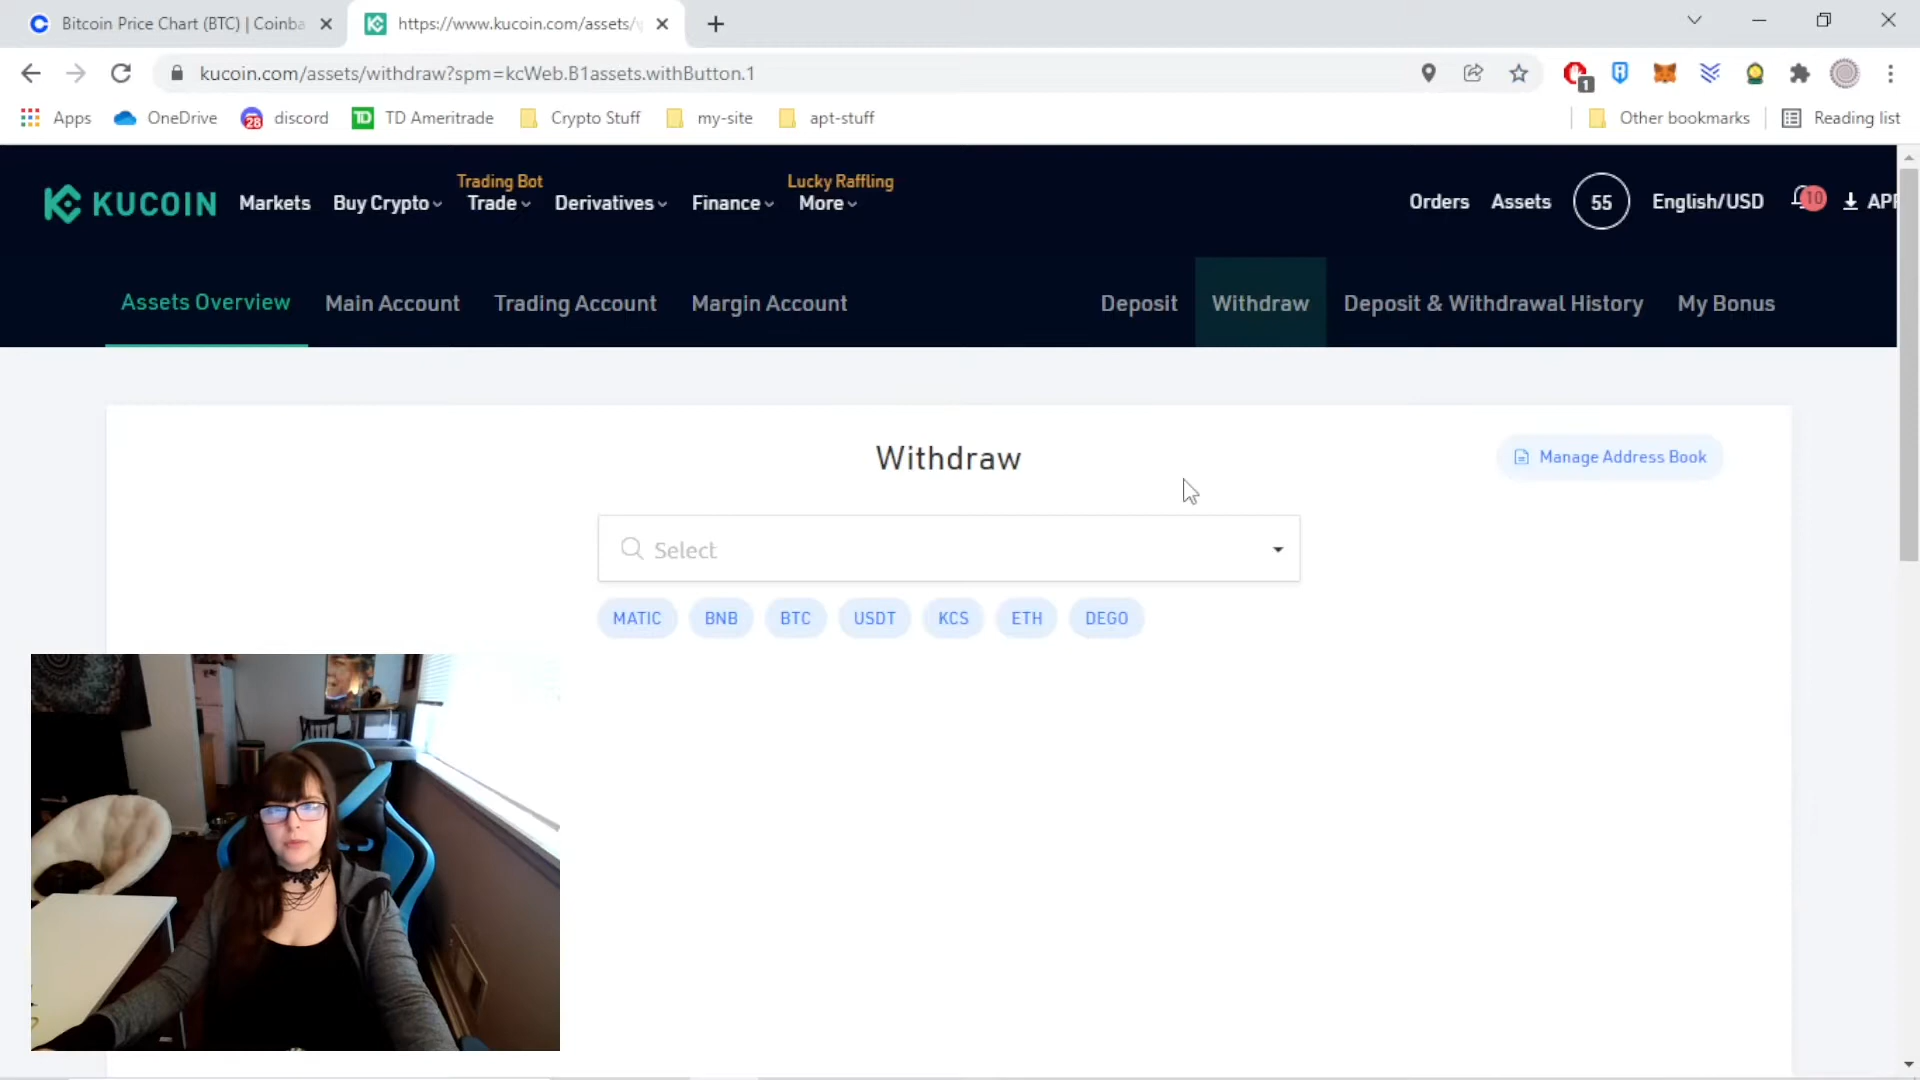 Bitcoin Price Chart (BTC) | Coinba
https://www.kucoin.com/assets/
kucoin.com/assets/withdraw?spm=kcWeb.B1assets.withButton.1
1
Apps OneDrive 28 discord TD TD Ameritrade Crypto Stuff my-site apt-stuff Other bookmarks Reading list
Trading Bot Lucky Raffling
KUCOIN Markets Buy Crypto Trade Derivatives Finance More Orders Assets 55 English/USD 10 APP
Assets Overview Main Account Trading Account Margin Account Deposit Withdraw Deposit & Withdrawal History My Bonus
Withdraw
Manage Address Book
Select
MATIC BNB BTC USDT KCS ETH DEGO